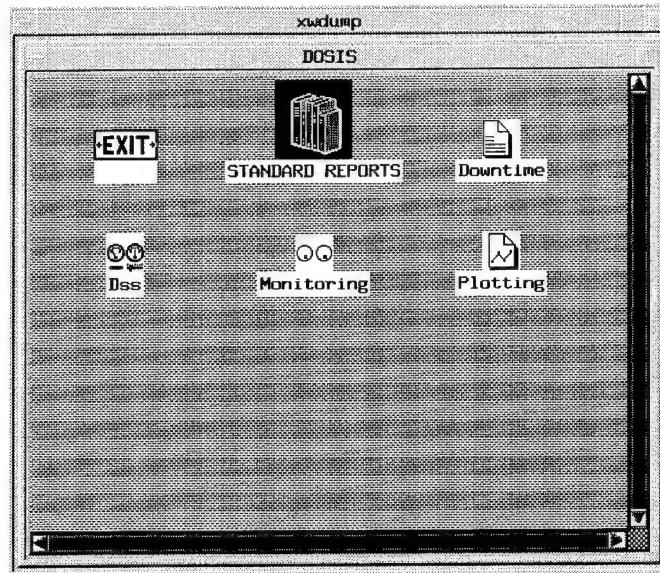 xwdump
DOSIS
EXIT
STANDARD REPORTS
Downtime
Dss
Monitoring
Plotting